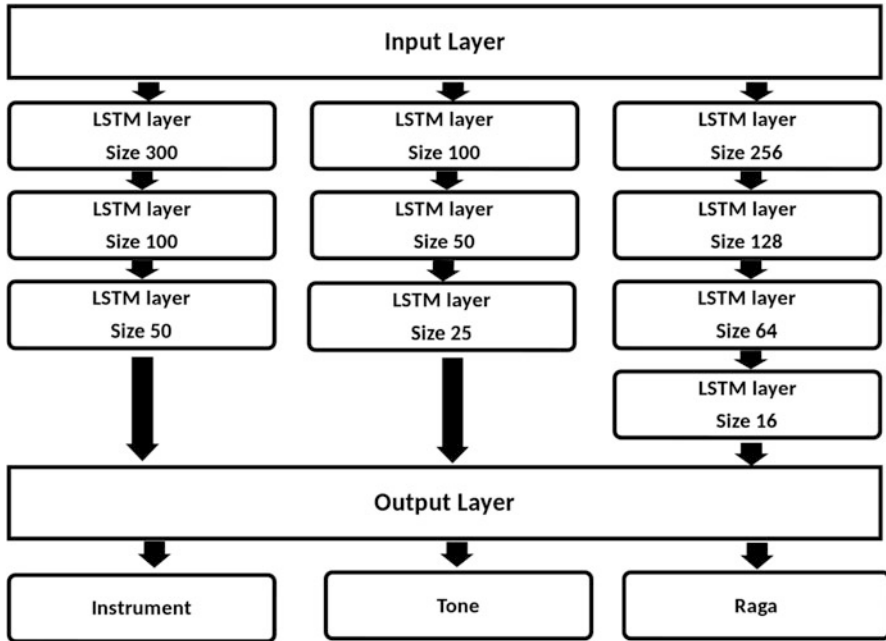 Input Layer
LSTM layer
Size 300
LSTM layer
Size 100
LSTM layer
Size 256
LSTM layer
Size 100
LSTM layer
Size 50
LSTM layer
Size 128
LSTM layer
Size 50
LSTM layer
Size 25
LSTM layer
Size 64
LSTM layer
Size 16
Output Layer
Instrument
Tone
Raga